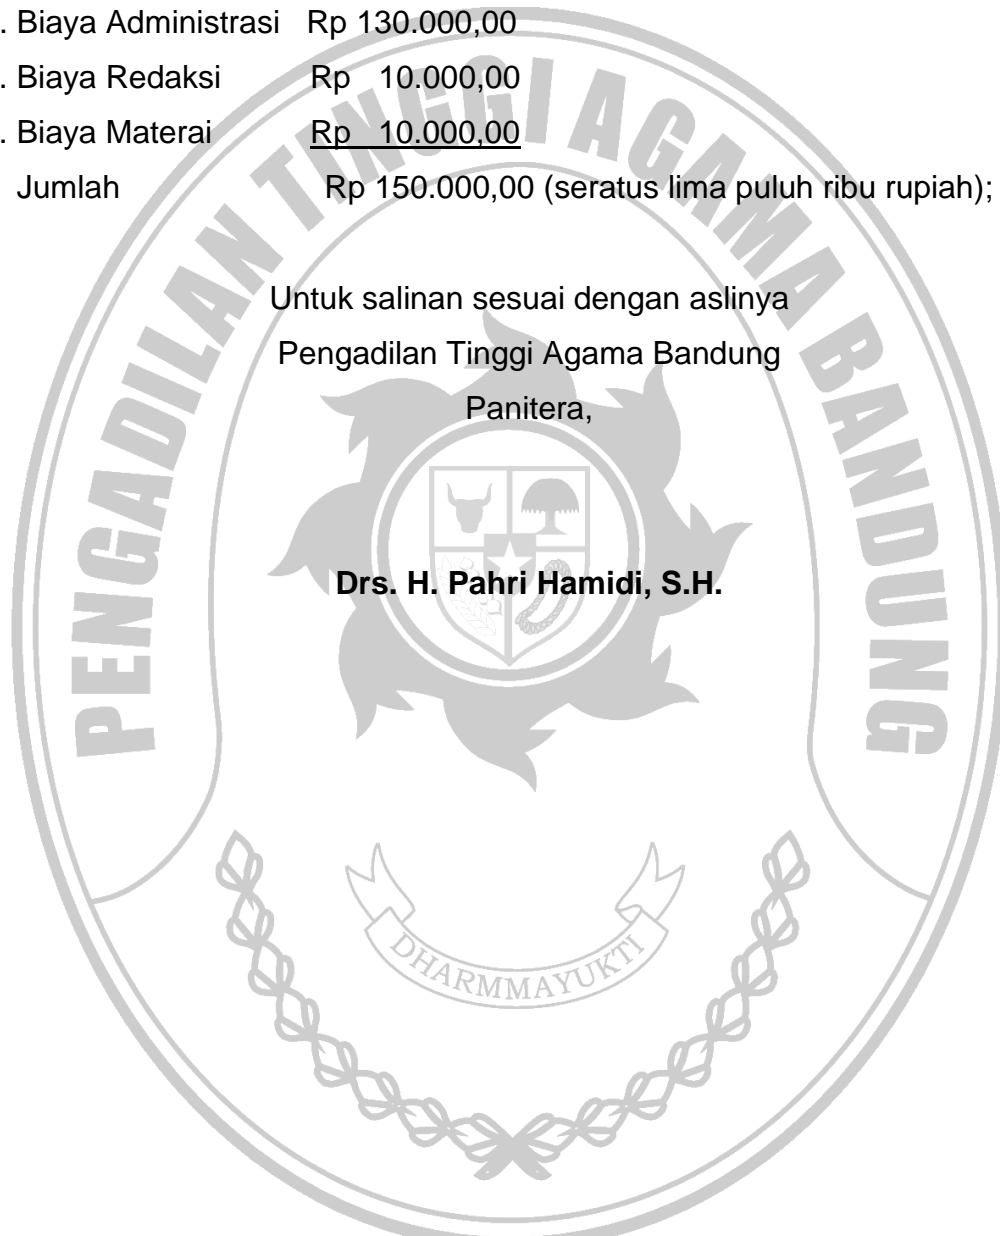 . Biaya Administrasi Rp 130.000,00
. Biaya Redaksi Rp 10.000,00
. Biaya Materai Rp 10.000,00
Jumlah Rp 150.000,00 (seratus lima puluh ribu rupiah);
Untuk salinan sesuai dengan aslinya
Pengadilan Tinggi Agama Bandung
Panitera,
Drs. H. Pahri Hamidi, S.H.
PENGADILAN TINGGI AGAMA BANDUNG
DHARMMAYUKTI